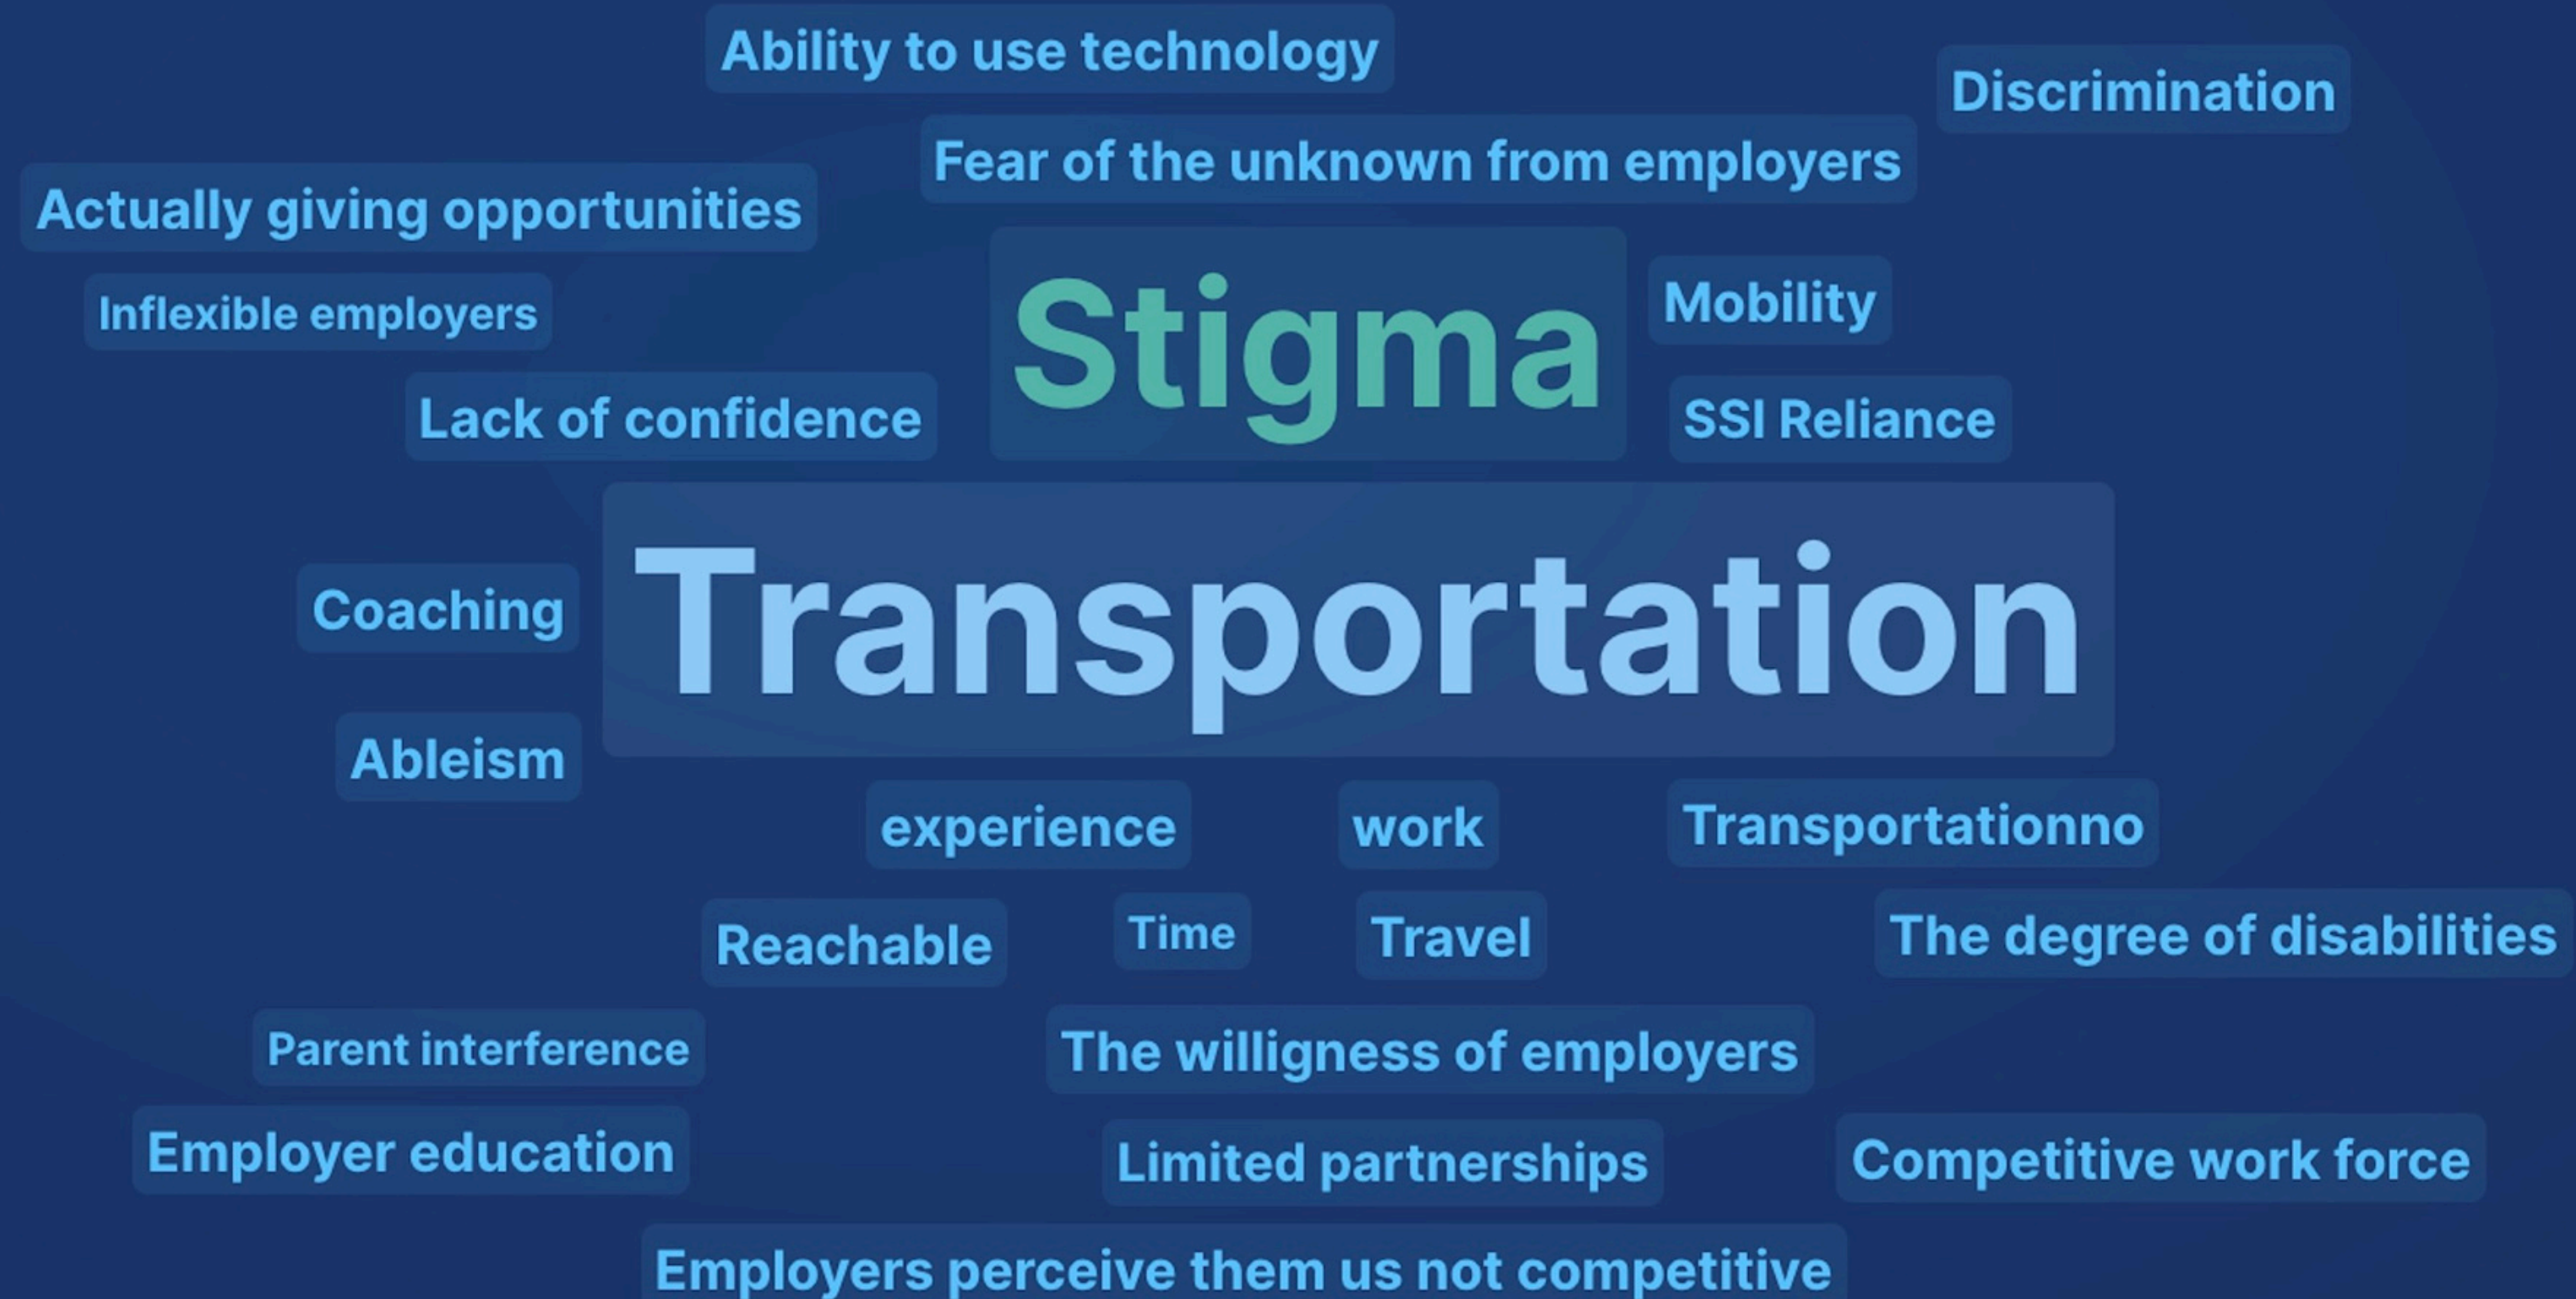 Ability to use technology
Discrimination
Fear of the unknown from employers
Actually giving opportunities
Stigma
Mobility
Inflexible employers
Lack of confidence
SSI Reliance
Transportation
Coaching
Ableism
experience
work
Transportationno
Reachable
Time
Travel
The degree of disabilities
Parent interference
The willigness of employers
Employer education
Limited partnerships
Competitive work force
Employers perceive them us not competitive